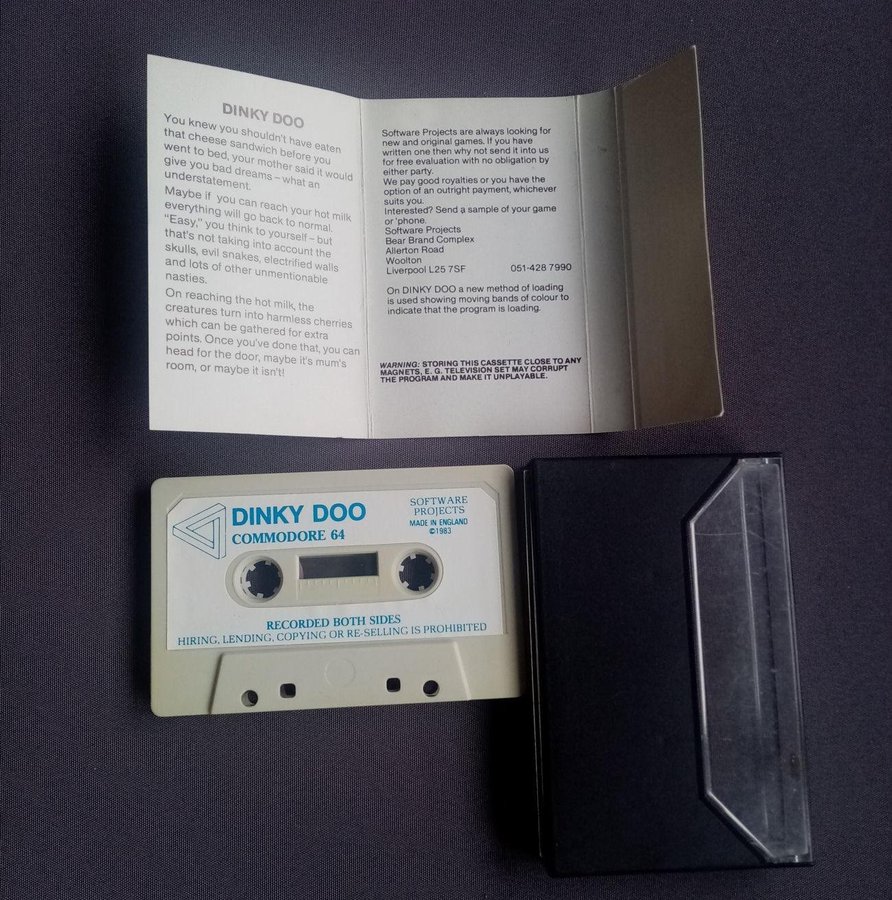 DINKY DOO
You knew you shouldn't have eaten
that cheese sandwich before you
went to bed, your mother said it would
give you bad dreams – what an
understatement.
Maybe if you can reach your hot milk
everything will go back to normal.
"Easy," you think to yourself – but
that's not taking into account the
skulls, evil snakes, electrified walls
and lots of other unmentionable
nasties.
On reaching the hot milk, the
creatures turn into harmless cherries
which can be gathered for extra
points. Once you've done that, you can
head for the door, maybe it's mum's
room, or maybe it isn't!
Software Projects are always looking for
new and original games. If you have
written one then why not send it into us
for free evaluation with no obligation by
either party.
We pay good royalties or you have the
option of an outright payment, whichever
suits you.
Interested? Send a sample of your game
or 'phone.
Software Projects
Bear Brand Complex
Allerton Road
Woolton
Liverpool L25 7SF 051-428 7990
On DINKY DOO a new method of loading
is used showing moving bands of colour to
indicate that the program is loading.
WARNING: STORING THIS CASSETTE CLOSE TO ANY
MAGNETS, E. G. TELEVISION SET MAY CORRUPT
THE PROGRAM AND MAKE IT UNPLAYABLE.
DINKY DOO
COMMODORE 64
SOFTWARE
PROJECTS
MADE IN ENGLAND
©1983
RECORDED BOTH SIDES
HIRING, LENDING, COPYING OR RE-SELLING IS PROHIBITED